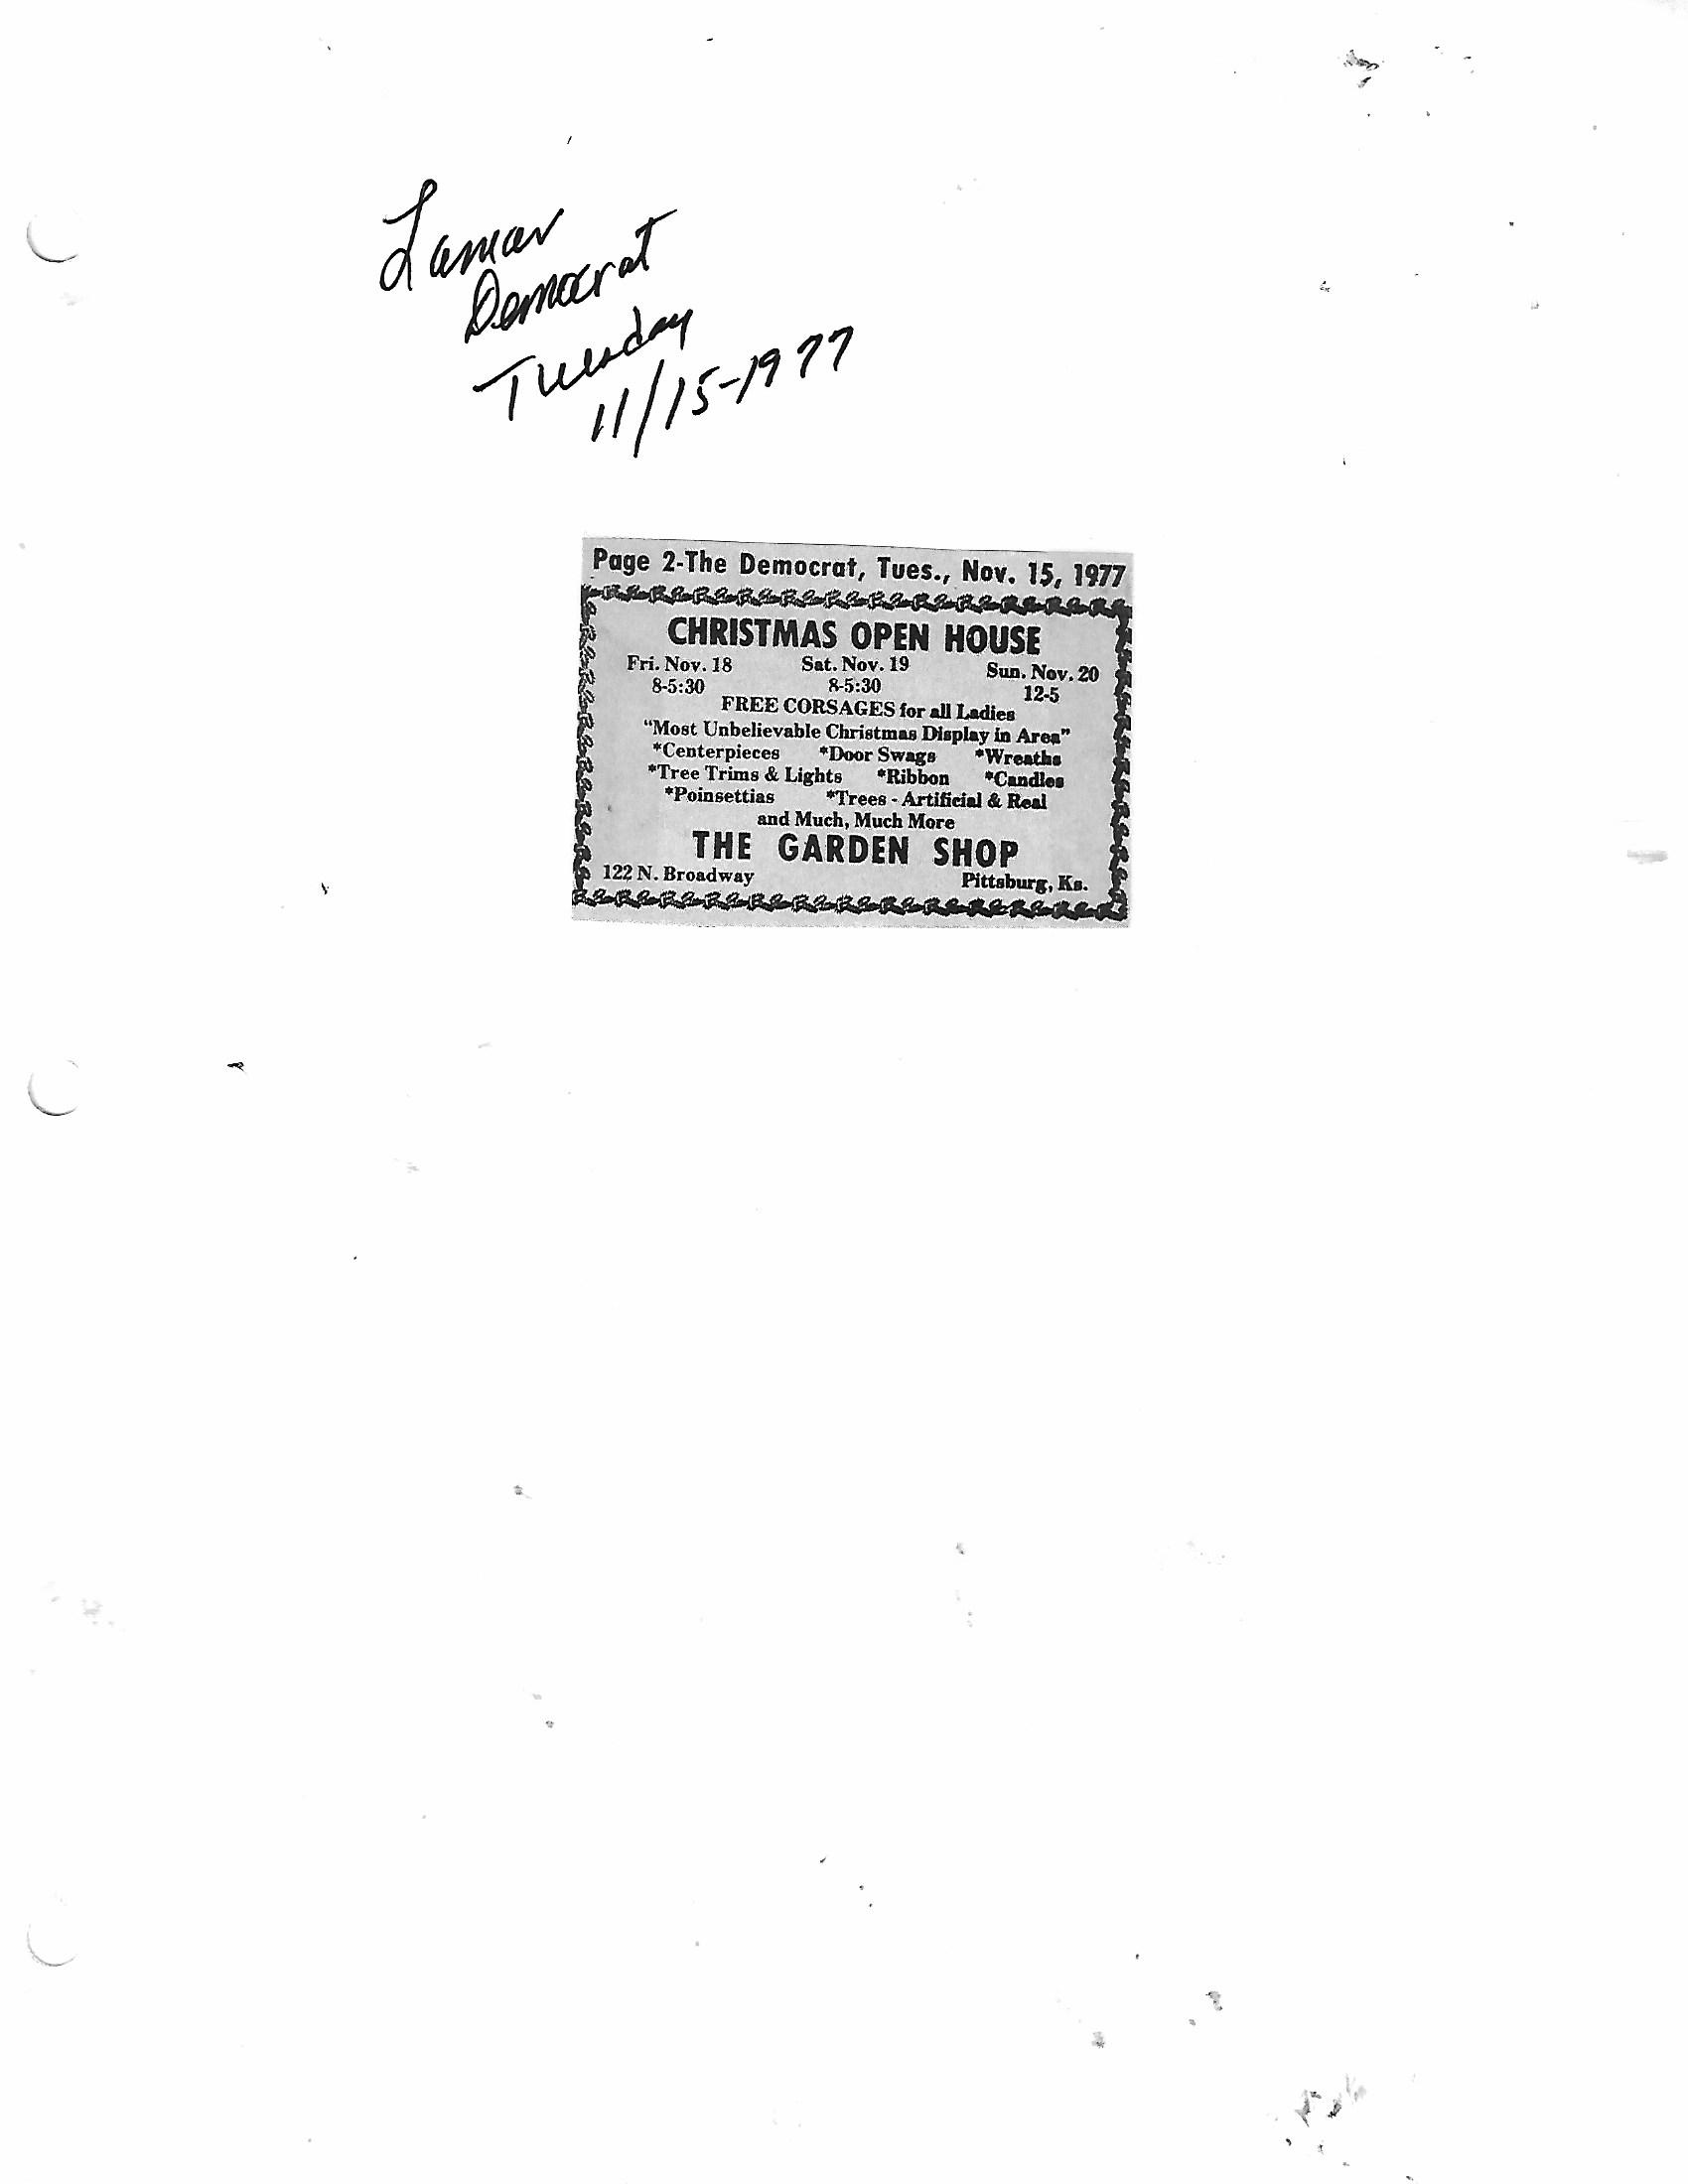 Lamar
Democrat
Tuesday
11/15-1977
Page 2-The Democrat, Tues., Nov. 15, 1977
CHRISTMAS OPEN HOUSE
Fri. Nov. 18 Sat. Nov. 19 Sun. Nov. 20
8-5:30 8-5:30 12-5
FREE CORSAGES for all Ladies
"Most Unbelievable Christmas Display in Area"
*Centerpieces *Door Swags *Wreaths
*Tree Trims & Lights *Ribbon *Candles
*Poinsettias *Trees - Artificial & Real
and Much, Much More
THE GARDEN SHOP
122 N. Broadway Pittsburg, Ks.